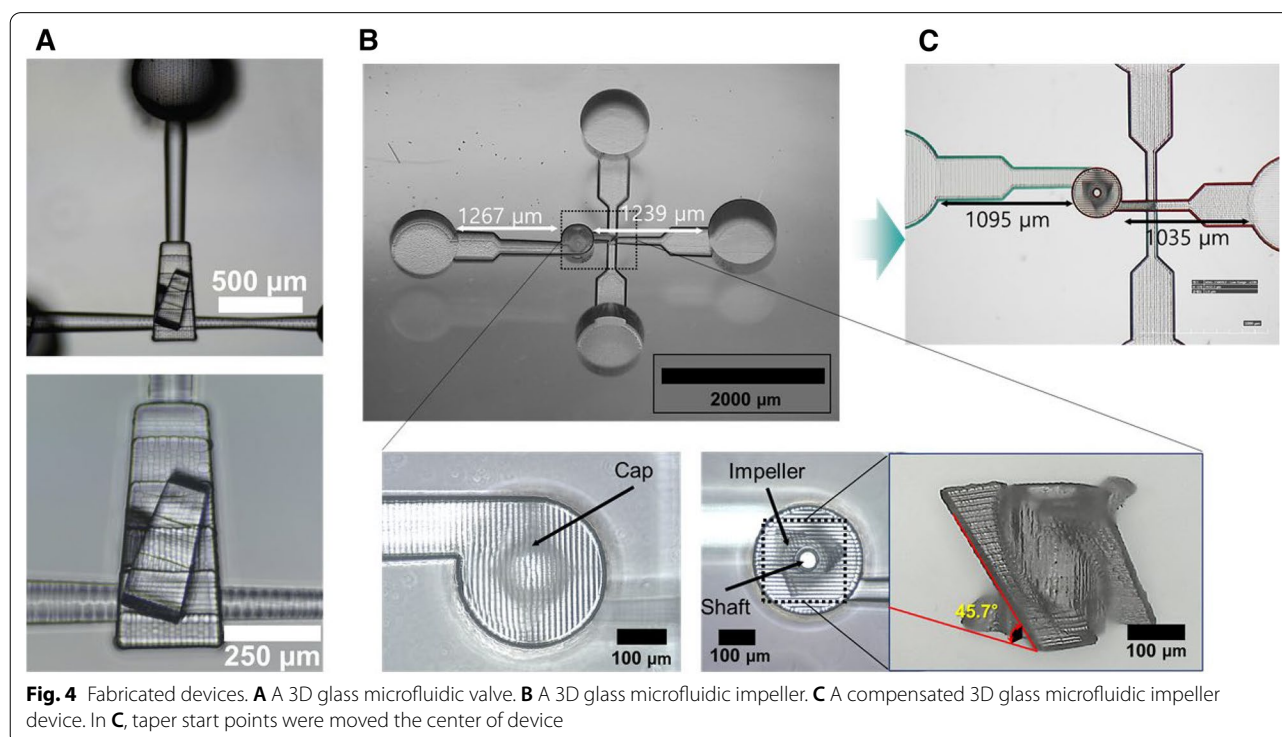 A
B
C
500 µm
250 µm
1267 µm
1239 µm
2000 µm
1095 µm
1035 µm
Cap
100 µm
Impeller
Shaft
100 µm
45.7°
100 µm
Fig. 4 Fabricated devices. A A 3D glass microfluidic valve. B A 3D glass microfluidic impeller. C A compensated 3D glass microfluidic impeller
device. In C, taper start points were moved the center of device